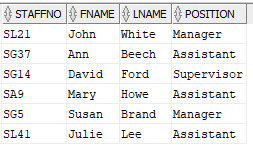 STAFFNO FNAME LNAME POSITION
SL21 John White Manager
SG37 Ann Beech Assistant
SG14 David Ford Supervisor
SA9 Mary Howe Assistant
SG5 Susan Brand Manager
SL41 Julie Lee Assistant